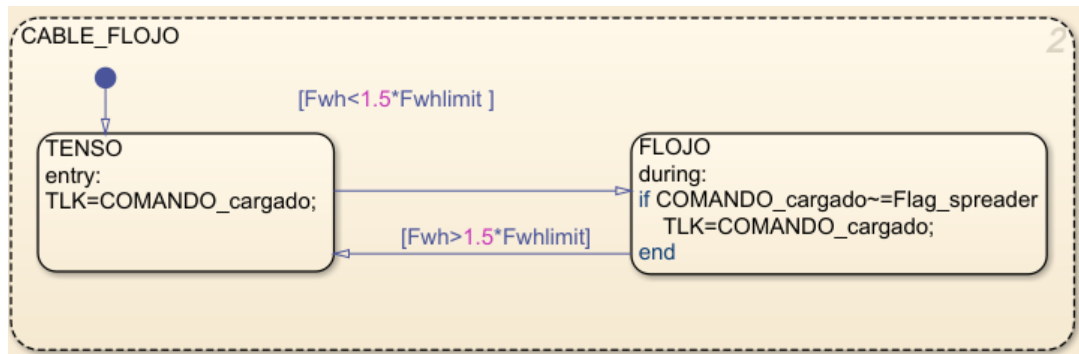 CABLE_FLOJO
2
[Fwh<1.5*Fwhlimit ]
TENSO
entry:
TLK=COMANDO_cargado;
FLOJO
during:
if COMANDO_cargado~=Flag_spreader
TLK=COMANDO_cargado;
end
[Fwh>1.5*Fwhlimit]